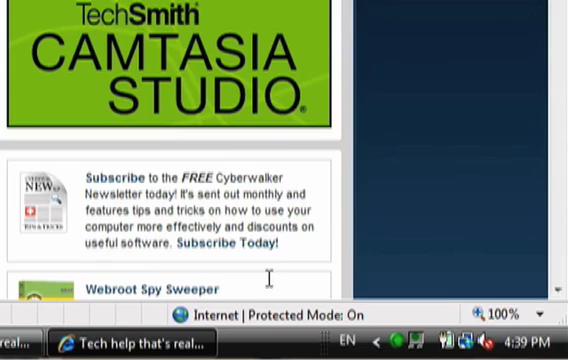 TechSmith
CAMTASIA
STUDIO
Subscribe to the FREE Cyberwalker
Newsletter today! It's sent out monthly and
features tips and tricks on how to use your
computer more effectively and discounts on
useful software. Subscribe Today!
NEW
Webroot Spy Sweeper
Internet | Protected Mode: On
100%
real...
Tech help that's real...
EN
4:39 PM